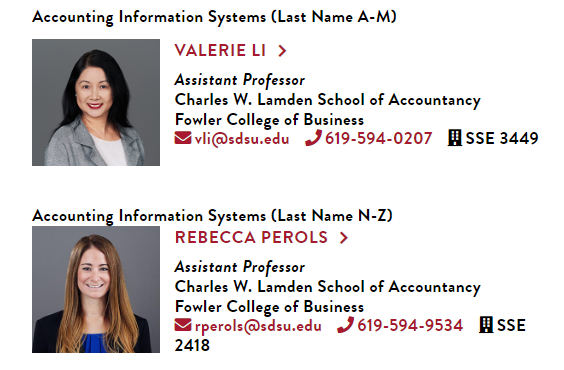 Accounting Information Systems (Last Name A-M)
VALERIE LI
Assistant Professor
Charles W. Lamden School of Accountancy
Fowler College of Business
vli@sdsu.edu 619-594-0207 SSE 3449
Accounting Information Systems (Last Name N-Z)
REBECCA PEROLS
Assistant Professor
Charles W. Lamden School of Accountancy
Fowler College of Business
rperols@sdsu.edu 619-594-9534 SSE
2418